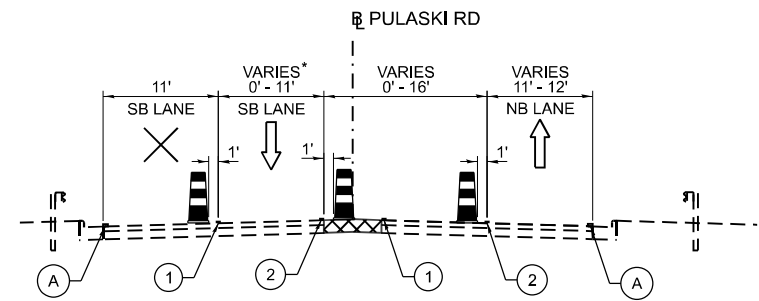 ℄ PULASKI RD
11'
VARIES*
0' - 11'
VARIES
0' - 16'
VARIES
11' - 12'
SB LANE
SB LANE
NB LANE
1'
1'
1'
A
1
2
1
2
A